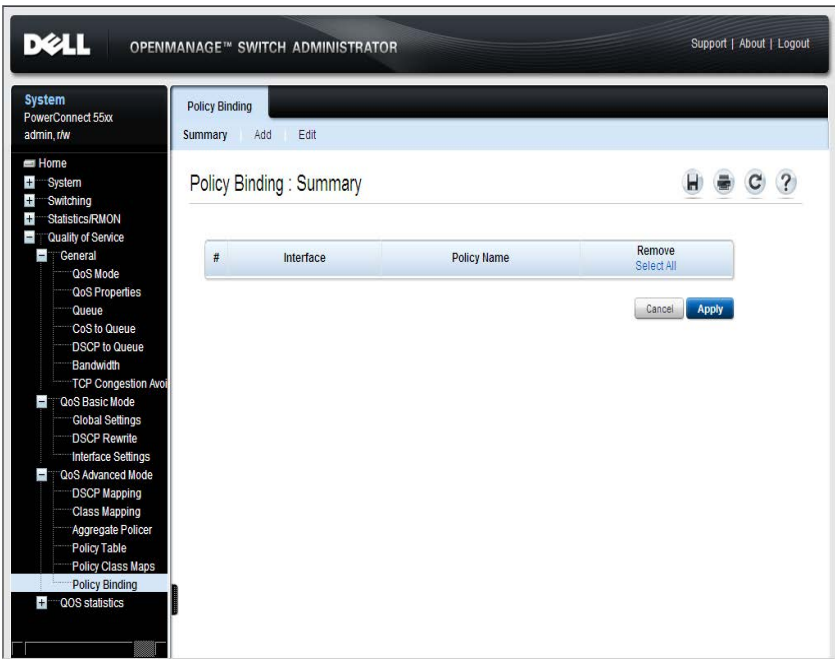 DELL OPENMANAGE™ SWITCH ADMINISTRATOR Support | About | Logout
System
PowerConnect 55xx
admin, r/w
Home
System
Switching
Statistics/RMON
Quality of Service
General
QoS Mode
QoS Properties
Queue
CoS to Queue
DSCP to Queue
Bandwidth
TCP Congestion Avoi
QoS Basic Mode
Global Settings
DSCP Rewrite
Interface Settings
QoS Advanced Mode
DSCP Mapping
Class Mapping
Aggregate Policer
Policy Table
Policy Class Maps
Policy Binding
QOS statistics
Policy Binding
Summary Add Edit
Policy Binding : Summary
# Interface Policy Name Remove
Select All
Cancel Apply